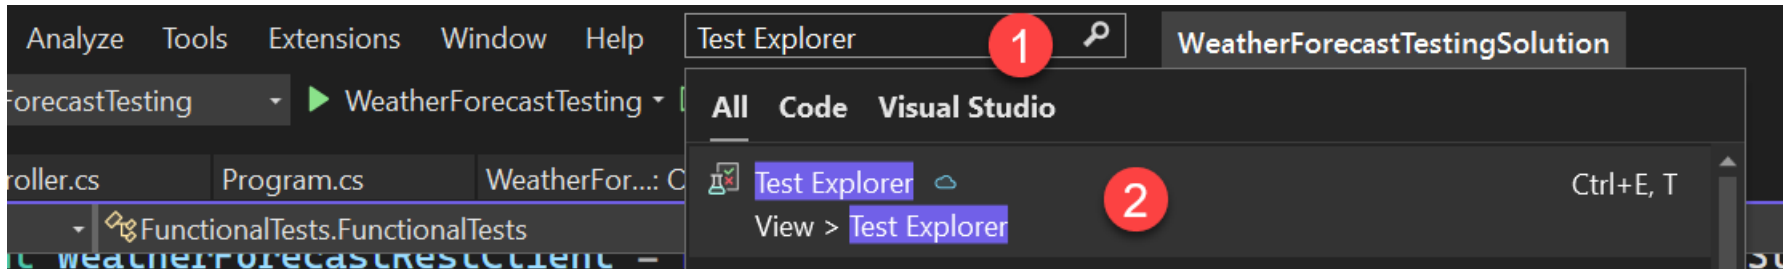 Analyze Tools Extensions Window Help Test Explorer 1 WeatherForecastTestingSolution
ForecastTesting WeatherForecastTesting
All Code Visual Studio
roller.cs Program.cs WeatherFor...: C
Test Explorer Ctrl+E, T
2
View > Test Explorer
FunctionalTests.FunctionalTests
WeatherForecastRestClient =